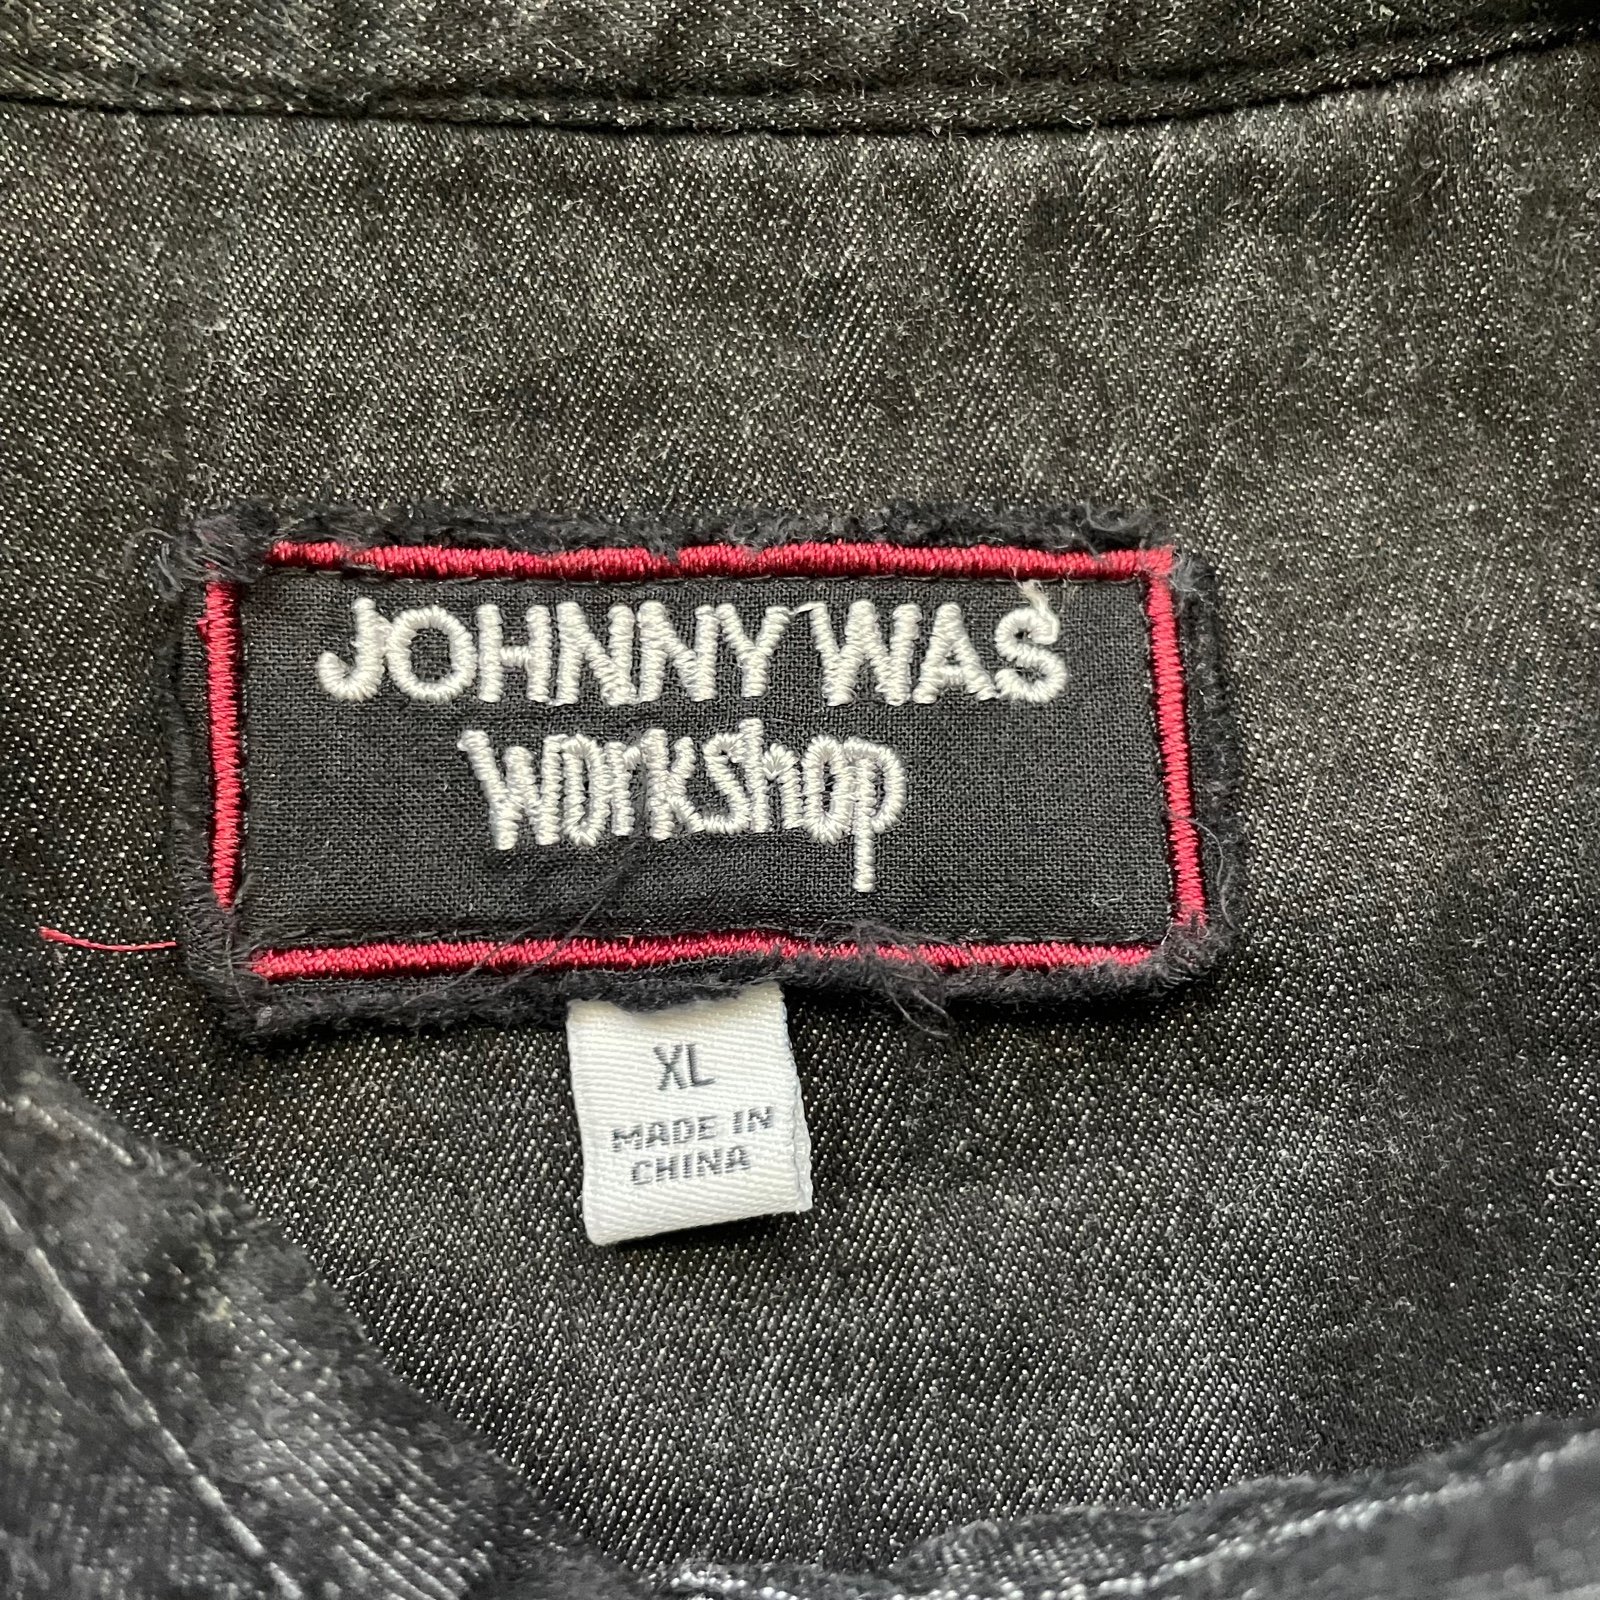 JOHNNY WAS
workshop
XL
MADE IN
CHINA